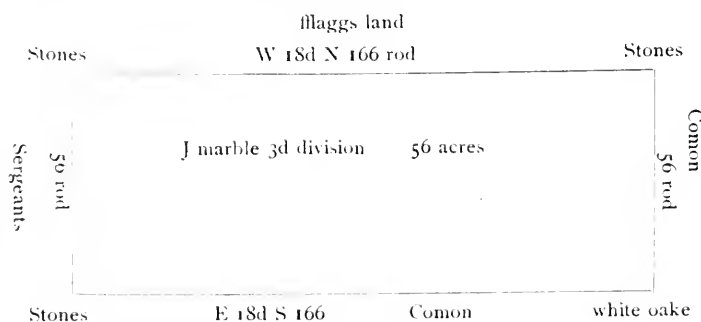 fflaggs land
Stones W 18d N 166 rod Stones
Sergeants
50 rod
J marble 3d division 56 acres
56 rod
Comon
Stones E 18d S 166 Comon white oake